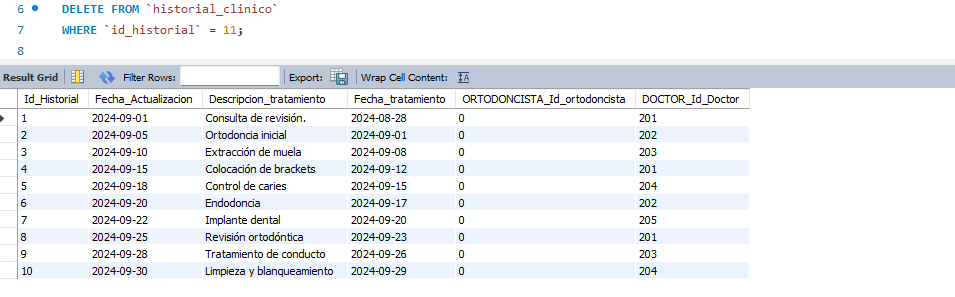 6 DELETE FROM `historial_clinico`
7 WHERE `id_historial` = 11;
8
Result Grid Filter Rows: Export: Wrap Cell Content:
Id_Historial Fecha_Actualizacion Descripcion_tratamiento Fecha_tratamiento ORTODONCISTA_Id_ortodoncista DOCTOR_Id_Doctor
1 2024-09-01 Consulta de revisión. 2024-08-28 0 201
2 2024-09-05 Ortodoncia inicial 2024-09-01 0 202
3 2024-09-10 Extracción de muela 2024-09-08 0 203
4 2024-09-15 Colocación de brackets 2024-09-12 0 201
5 2024-09-18 Control de caries 2024-09-15 0 204
6 2024-09-20 Endodoncia 2024-09-17 0 202
7 2024-09-22 Implante dental 2024-09-20 0 205
8 2024-09-25 Revisión ortodóntica 2024-09-23 0 201
9 2024-09-28 Tratamiento de conducto 2024-09-26 0 203
10 2024-09-30 Limpieza y blanqueamiento 2024-09-29 0 204